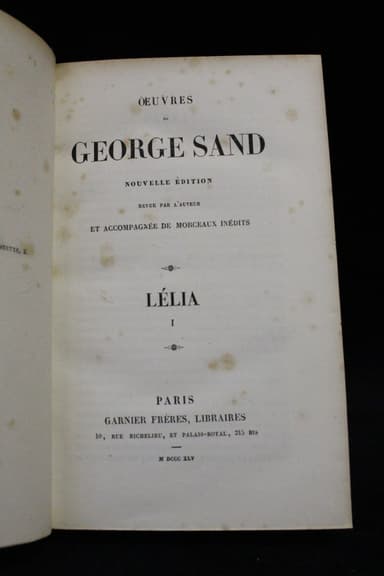 ŒUVRES
DE
GEORGE SAND
NOUVELLE ÉDITION
REVUE PAR L'AUTEUR
ET ACCOMPAGNÉE DE MORCEAUX INÉDITS
LÉLIA
I
PARIS
GARNIER FRÈRES, LIBRAIRES
10, RUE RICHELIEU, ET PALAIS-ROYAL, 215 BIS
M DCCC XLV